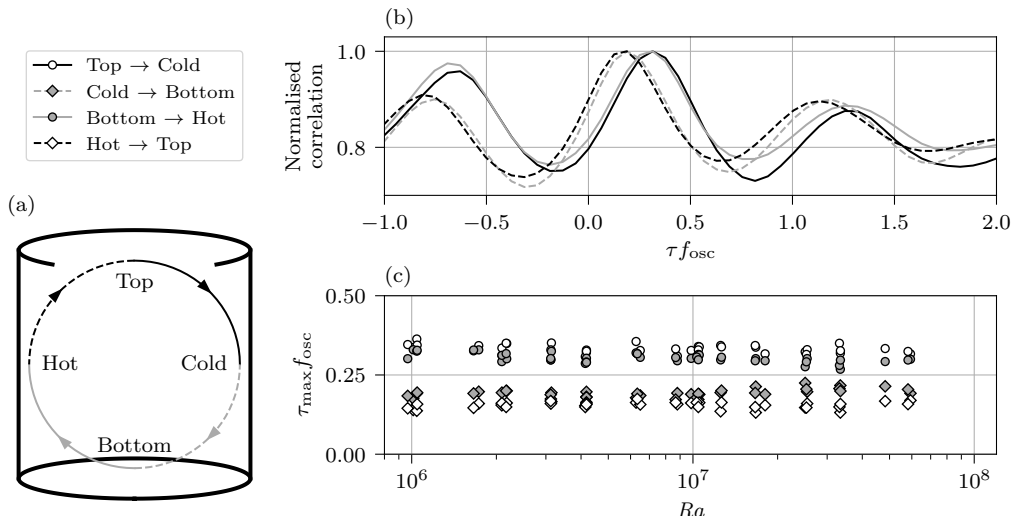 Top → Cold
Cold → Bottom
Bottom → Hot
Hot → Top
(a)
Top
Hot
Cold
Bottom
(b)
Normalised
correlation
1.0
0.8
−1.0 −0.5 0.0 0.5 1.0 1.5 2.0
τf_osc
(c)
τ_max f_osc
0.50
0.25
0.00
10^6 10^7 10^8
Ra